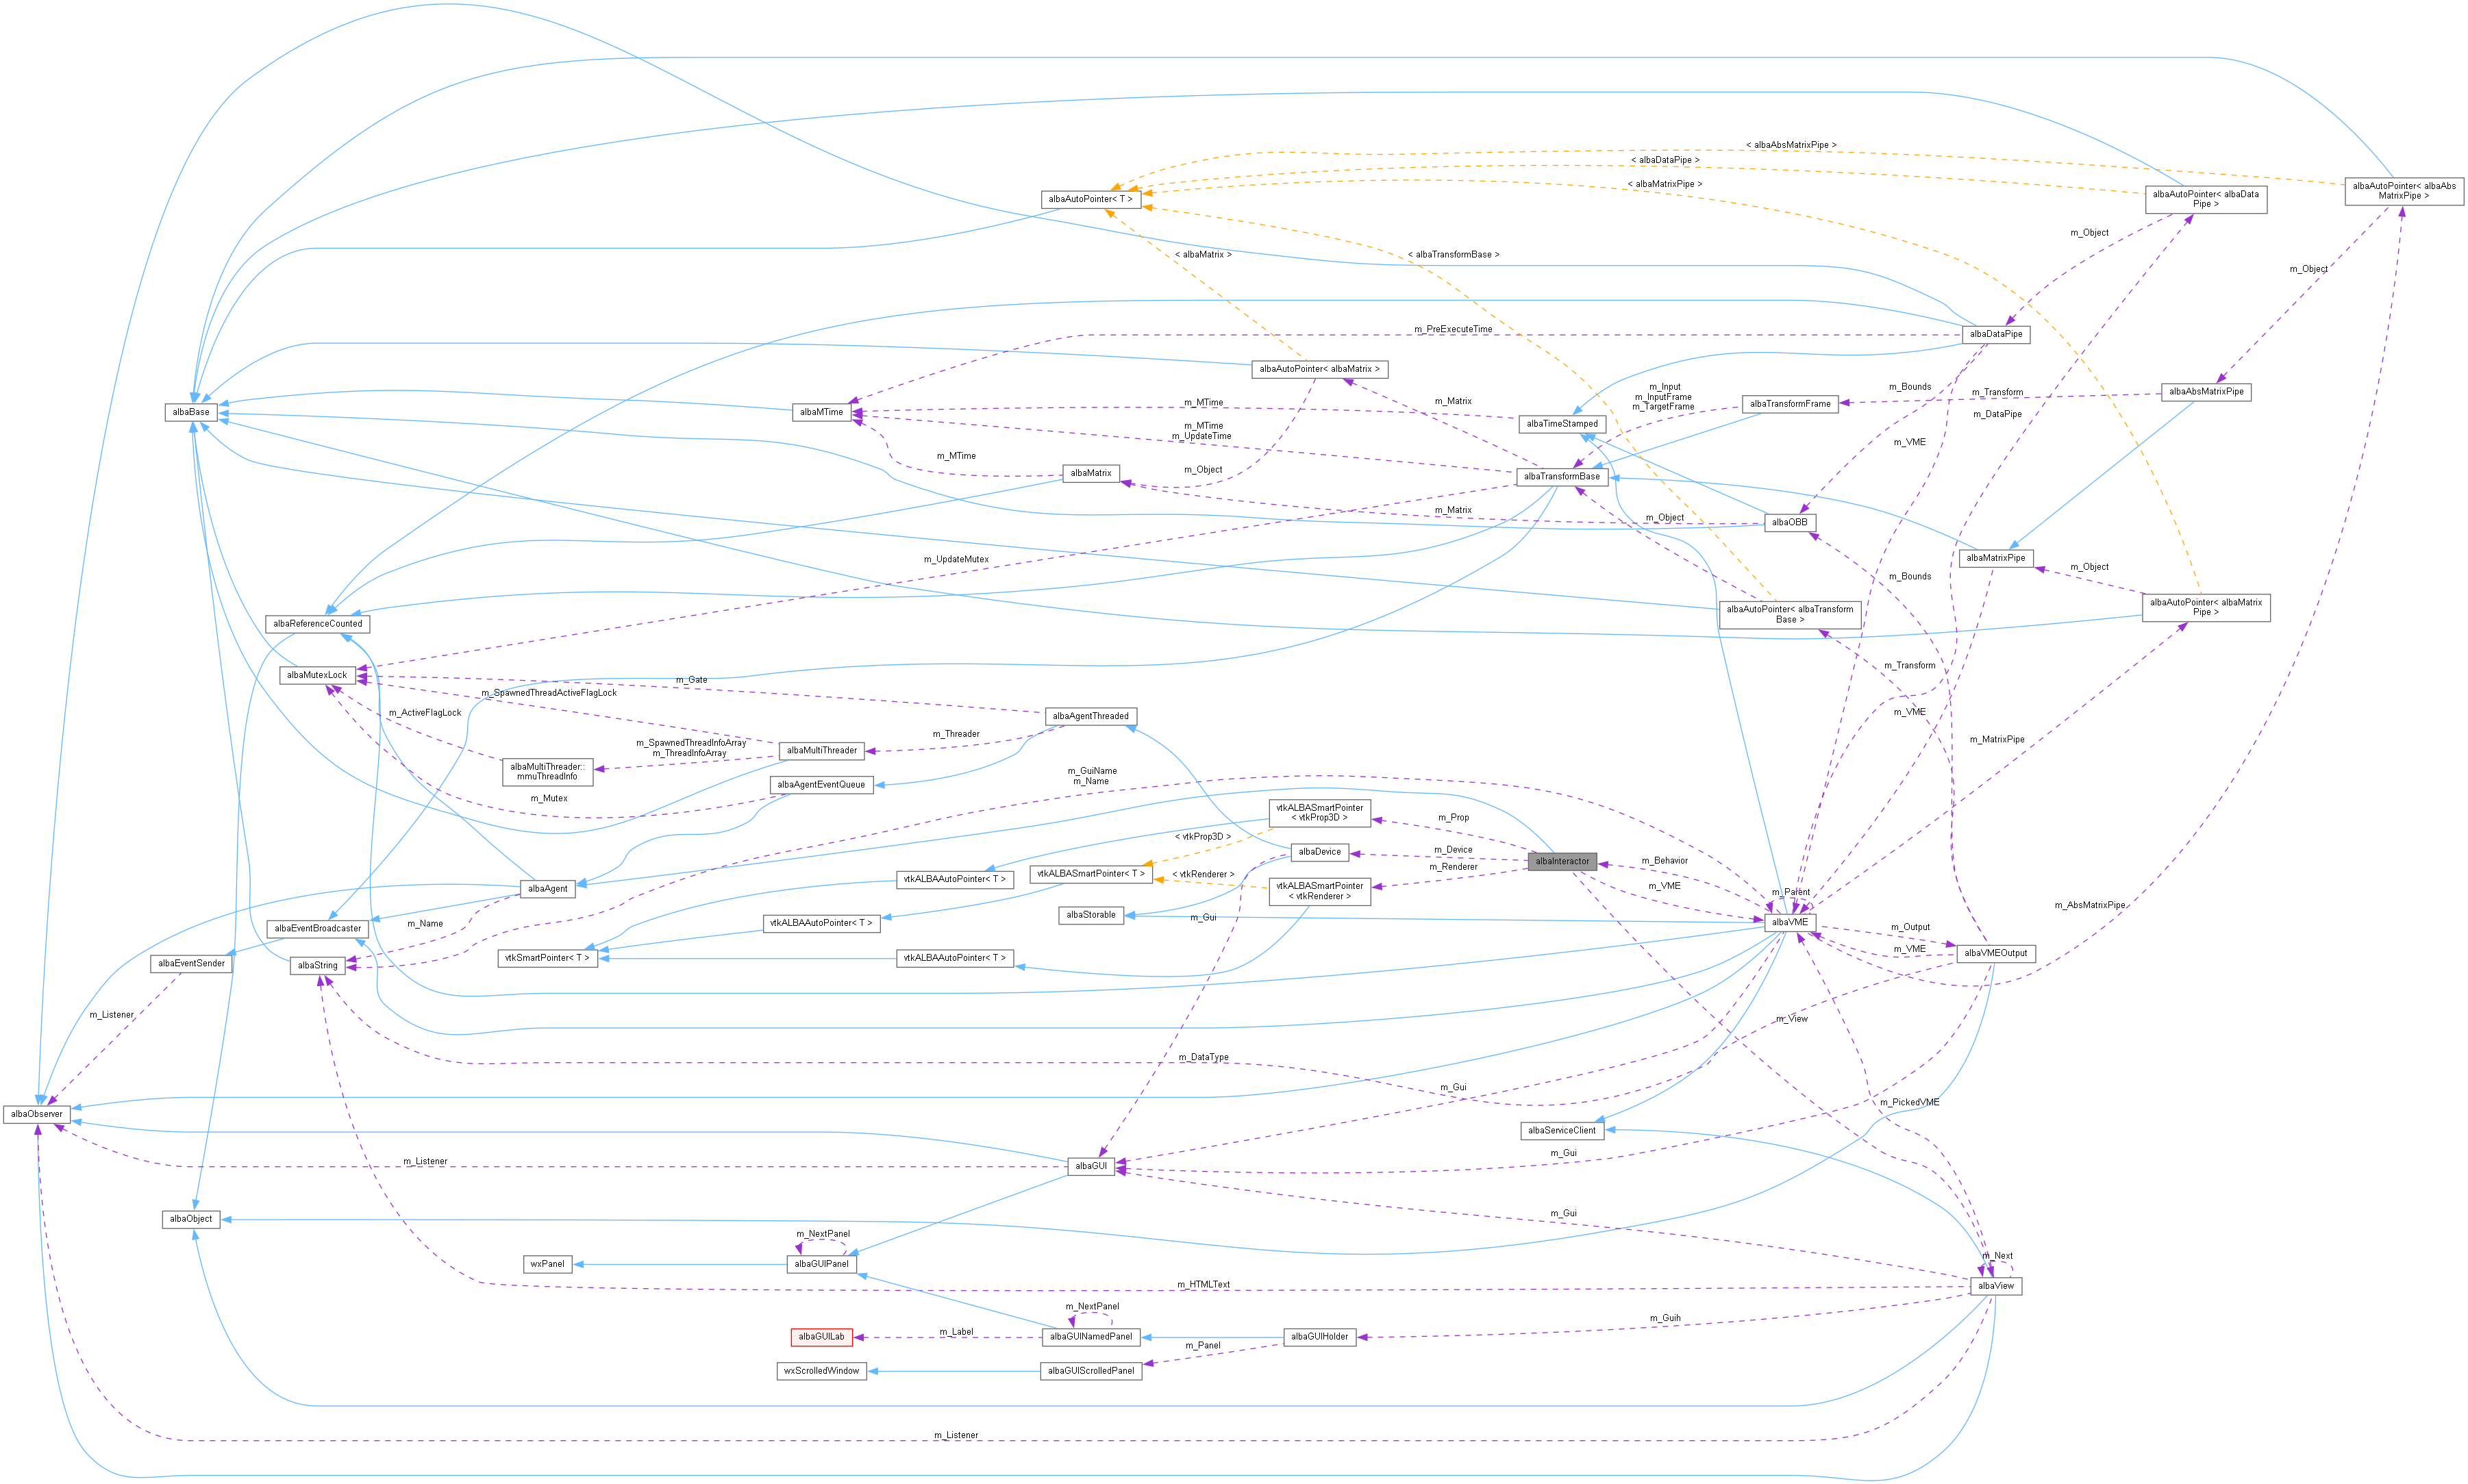 < albaAbsMatrixPipe >
< albaDataPipe >
< albaMatrixPipe >
albaAutoPointer< albaAbs
MatrixPipe >
albaAutoPointer< albaData
Pipe >
albaAutoPointer< T >
m_Object
< albaMatrix >
< albaTransformBase >
m_Object
m_PreExecuteTime
albaDataPipe
albaAutoPointer< albaMatrix >
m_Input
m_InputFrame
m_TargetFrame
m_Bounds
m_Transform
albaAbsMatrixPipe
m_MTime
m_Matrix
albaTransformFrame
m_DataPipe
albaBase
albaMTime
albaTimeStamped
m_MTime
m_UpdateTime
m_VME
m_MTime
albaMatrix
m_Object
albaTransformBase
m_Matrix
m_Object
albaOBB
m_UpdateMutex
albaMatrixPipe
m_Object
m_Bounds
albaAutoPointer< albaTransform
Base >
albaAutoPointer< albaMatrix
Pipe >
albaReferenceCounted
albaMutexLock
m_Transform
m_Gate
m_SpawnedThreadActiveFlagLock
m_ActiveFlagLock
albaAgentThreaded
m_VME
m_Threader
m_SpawnedThreadInfoArray
m_ThreadInfoArray
albaMultiThreader
m_MatrixPipe
albaMultiThreader::
mmuThreadInfo
m_GuiName
m_Name
albaAgentEventQueue
m_Mutex
vtkALBASmartPointer
< vtkProp3D >
m_Prop
< vtkProp3D >
albaDevice
m_Device
albaInteractor
m_Behavior
m_Renderer
vtkALBAAutoPointer< T >
vtkALBASmartPointer< T >
< vtkRenderer >
vtkALBASmartPointer
< vtkRenderer >
m_VME
m_Parent
albaAgent
m_AbsMatrixPipe
albaStorable
m_Gui
albaVME
m_Output
m_Name
vtkALBAAutoPointer< T >
albaEventBroadcaster
m_VME
albaVMEOutput
albaEventSender
albaString
vtkSmartPointer< T >
vtkALBAAutoPointer< T >
m_Listener
m_View
m_DataType
m_Gui
m_PickedVME
albaObserver
albaServiceClient
m_Gui
m_Listener
albaGUI
albaObject
m_Gui
m_NextPanel
wxPanel
albaGUIPanel
m_Next
m_HTMLText
albaView
m_NextPanel
m_Guih
albaGUILab
m_Label
albaGUINamedPanel
albaGUIHolder
m_Panel
wxScrolledWindow
albaGUIScrolledPanel
m_Listener